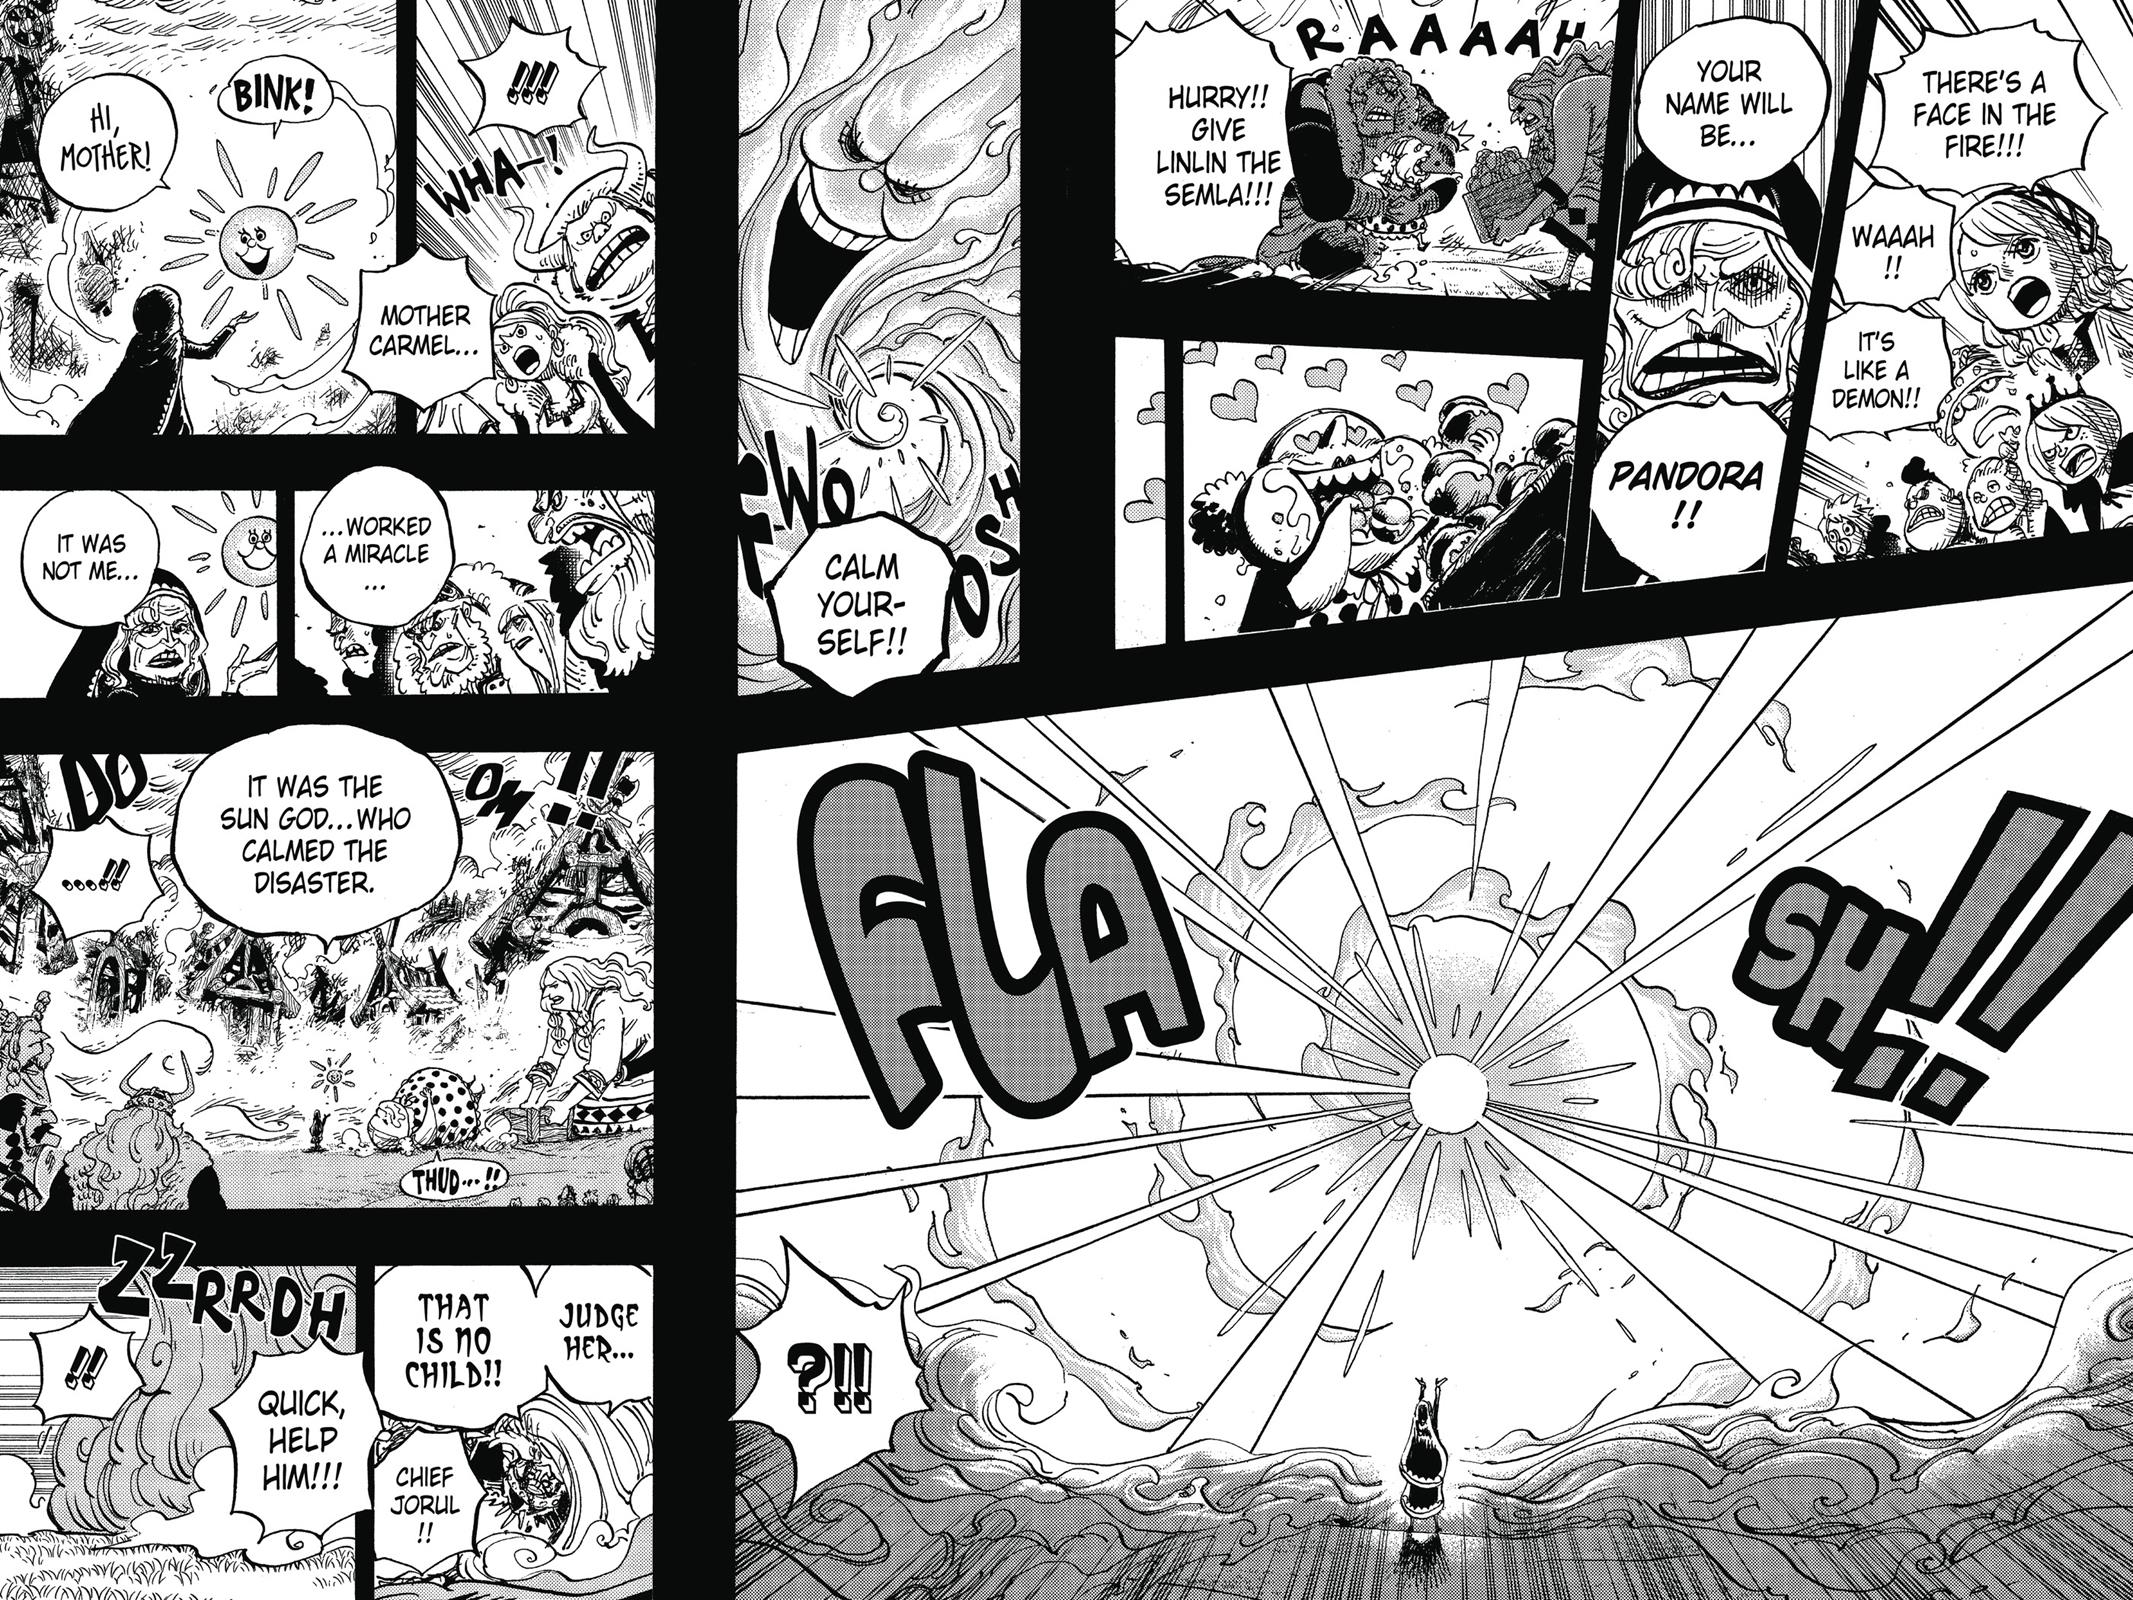 THERE'S A
FACE IN THE
FIRE!!!
WAAAH
!!
IT'S
LIKE A
DEMON!!
YOUR
NAME WILL
BE...
PANDORA
!!
RAAAAH
HURRY!!
GIVE
LINLIN THE
SEMLA!!!
FWO
OSH
CALM
YOUR-
SELF!!
FLA
SH!!
?!!
!!!
WHA—!
MOTHER
CARMEL...
BINK!
HI,
MOTHER!
...WORKED
A MIRACLE
...
IT WAS
NOT ME...
DO
OM!!
IT WAS THE
SUN GOD...WHO
CALMED THE
DISASTER.
...!!
THUD...!!
JUDGE
HER...
THAT
IS NO
CHILD!!
CHIEF
JORUL
!!
ZZRRDH
!!
QUICK,
HELP
HIM!!!